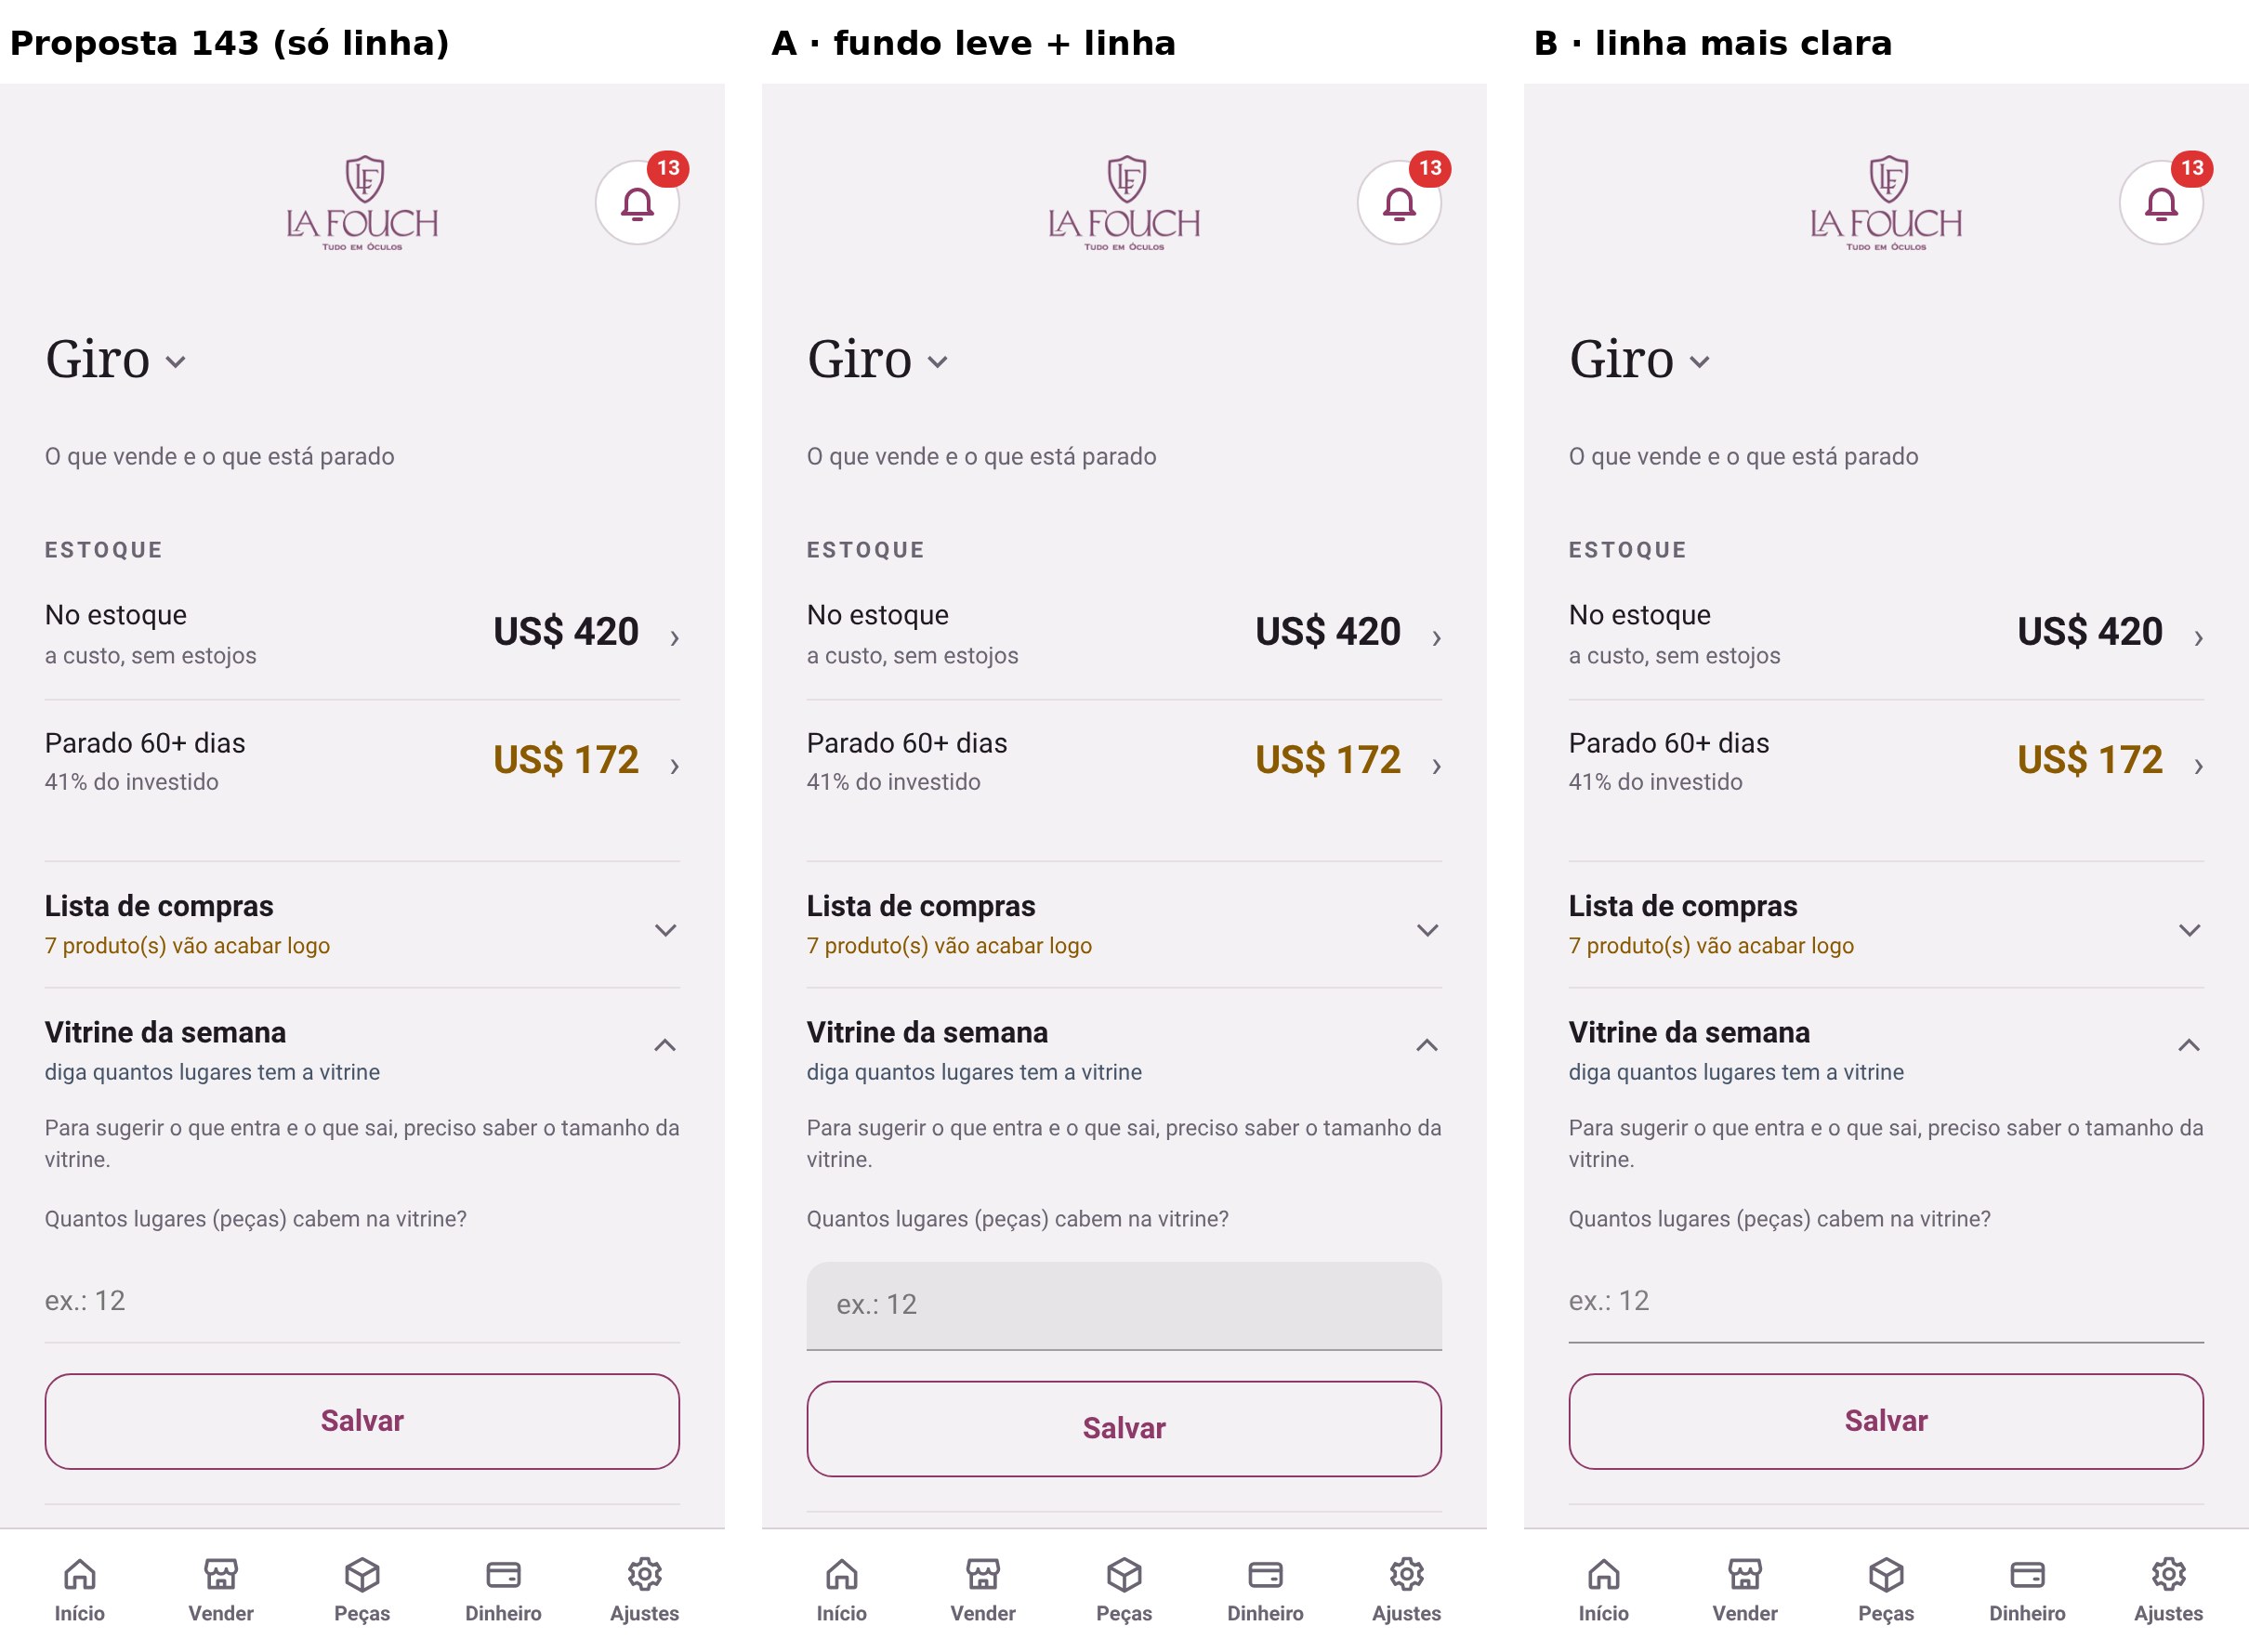 Proposta 143 (só linha)
13
LF
LA FOUCH
TUDO EM ÓCULOS
Giro
O que vende e o que está parado
ESTOQUE
No estoque
a custo, sem estojos
US$ 420
Parado 60+ dias
41% do investido
US$ 172
Lista de compras
7 produto(s) vão acabar logo
Vitrine da semana
diga quantos lugares tem a vitrine
Para sugerir o que entra e o que sai, preciso saber o tamanho da
vitrine.
Quantos lugares (peças) cabem na vitrine?
ex.: 12
Salvar
Início
Vender
Peças
Dinheiro
Ajustes
A · fundo leve + linha
13
LF
LA FOUCH
TUDO EM ÓCULOS
Giro
O que vende e o que está parado
ESTOQUE
No estoque
a custo, sem estojos
US$ 420
Parado 60+ dias
41% do investido
US$ 172
Lista de compras
7 produto(s) vão acabar logo
Vitrine da semana
diga quantos lugares tem a vitrine
Para sugerir o que entra e o que sai, preciso saber o tamanho da
vitrine.
Quantos lugares (peças) cabem na vitrine?
ex.: 12
Salvar
Início
Vender
Peças
Dinheiro
Ajustes
B · linha mais clara
13
LF
LA FOUCH
TUDO EM ÓCULOS
Giro
O que vende e o que está parado
ESTOQUE
No estoque
a custo, sem estojos
US$ 420
Parado 60+ dias
41% do investido
US$ 172
Lista de compras
7 produto(s) vão acabar logo
Vitrine da semana
diga quantos lugares tem a vitrine
Para sugerir o que entra e o que sai, preciso saber o tamanho da
vitrine.
Quantos lugares (peças) cabem na vitrine?
ex.: 12
Salvar
Início
Vender
Peças
Dinheiro
Ajustes